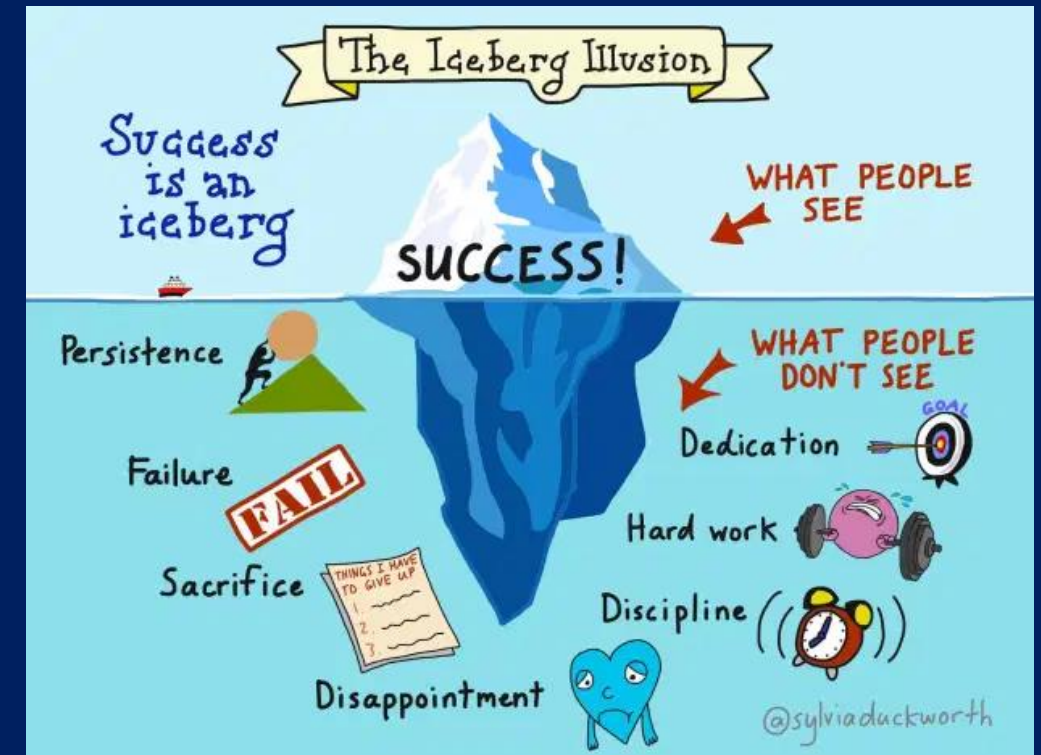 The Iceberg Illusion
Success
is an
iceberg
WHAT PEOPLE
SEE
SUCCESS!
Persistence
WHAT PEOPLE
DON'T SEE
GOAL
Dedication
Failure
FAIL
Hard work
Sacrifice
THINGS I HAVE
TO GIVE UP
1.
2.
3.
Discipline
Disappointment
@sylviaduckworth